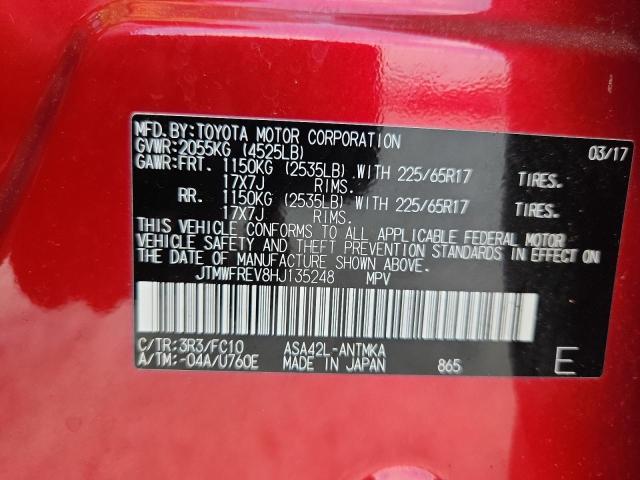 MFD. BY:TOYOTA MOTOR CORPORATION 03/17
GVWR:2055KG (4525LB)
GAWR:FRT. 1150KG (2535LB) WITH 225/65R17 TIRES.
17X7J RIMS.
RR. 1150KG (2535LB) WITH 225/65R17 TIRES.
17X7J RIMS.
THIS VEHICLE CONFORMS TO ALL APPLICABLE FEDERAL MOTOR
VEHICLE SAFETY AND THEFT PREVENTION STANDARDS IN EFFECT ON
THE DATE OF MANUFACTURE SHOWN ABOVE.
JTMWFREV8HJ135248 MPV
C/TR:3R3/FC10 ASA42L-ANTMKA
A/TM:-04A/U760E MADE IN JAPAN 865 E